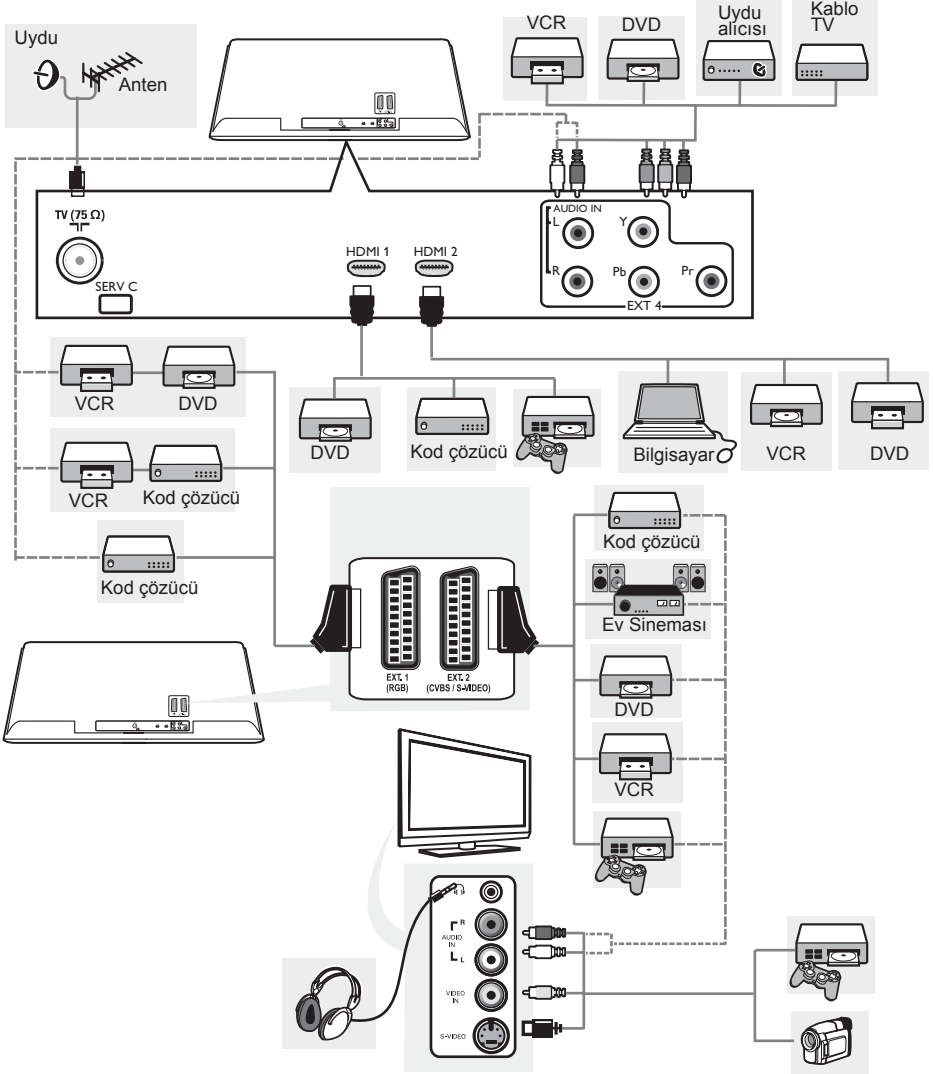 Uydu
Anten
VCR
DVD
Uydu
alıcısı
Kablo
TV
TV (75 Ω)
SERV C
HDMI 1
HDMI 2
AUDIO IN
L
R
Y
Pb
Pr
EXT 4
VCR
DVD
VCR
Kod çözücü
Kod çözücü
DVD
Kod çözücü
Bilgisayar
VCR
DVD
EXT. 1
(RGB)
EXT. 2
(CVBS / S-VIDEO)
Kod çözücü
Ev Sineması
DVD
VCR
R
AUDIO
IN
L
VIDEO
IN
S-VIDEO